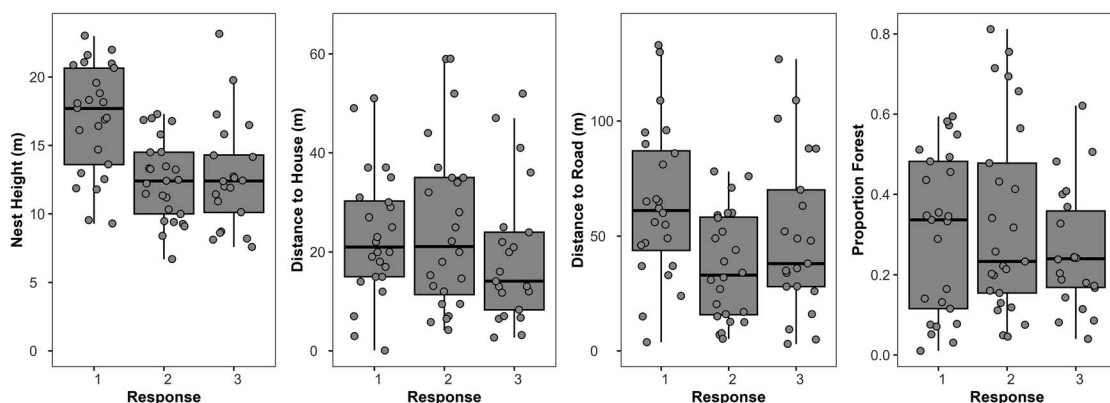 Nest Height (m)
20
15
10
5
0
1 2 3
Response
Distance to House (m)
60
40
20
0
1 2 3
Response
Distance to Road (m)
100
50
0
1 2 3
Response
Proportion Forest
0.8
0.6
0.4
0.2
0.0
1 2 3
Response